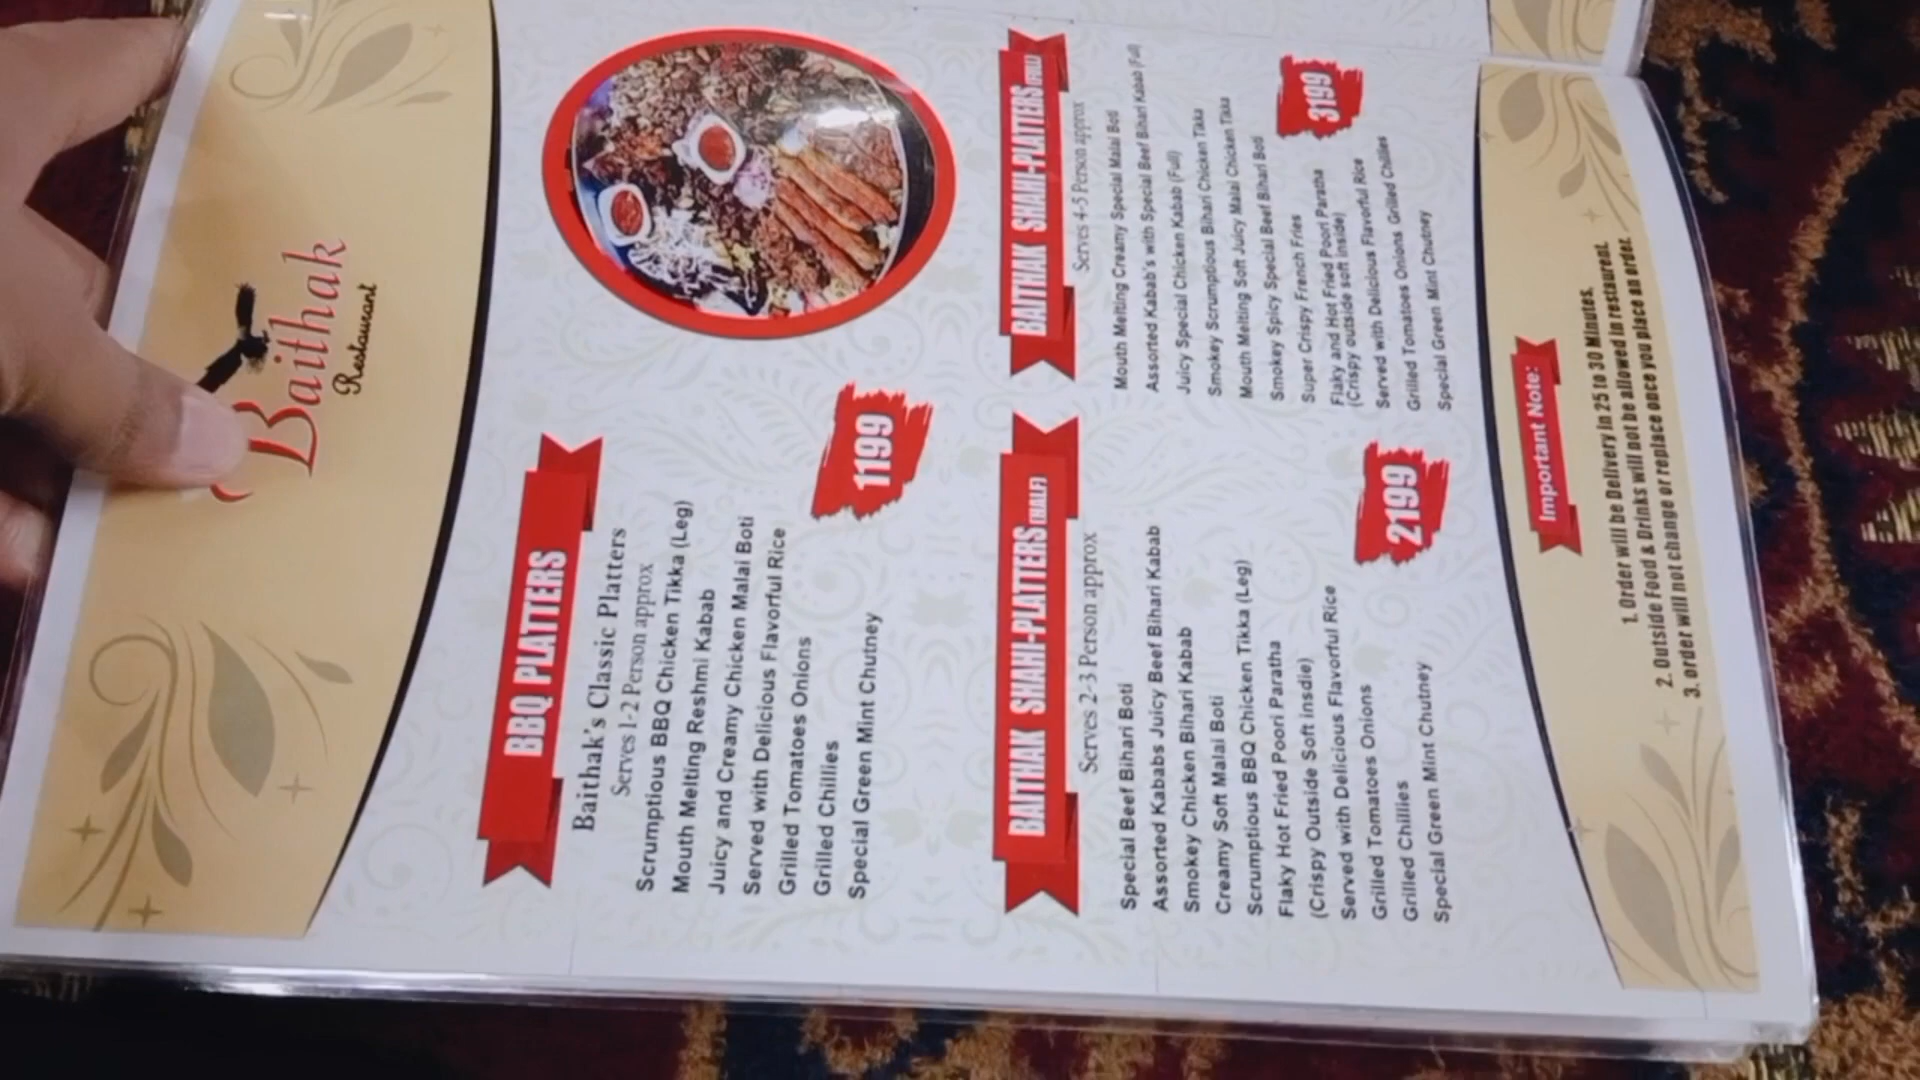 Baithak
Restaurant
BBQ PLATTERS
Baithak's Classic Platters
Serves 1-2 Person approx
Scrumptious BBQ Chicken Tikka (Leg)
Mouth Melting Reshmi Kabab
Juicy and Creamy Chicken Malai Boti
Served with Delicious Flavorful Rice
Grilled Tomatoes Onions
Grilled Chillies
Special Green Mint Chutney
1199
BAITHAK SHAHI-PLATTERS (HALF)
Serves 2-3 Person approx
Special Beef Bihari Boti
Assorted Kababs Juicy Beef Bihari Kabab
Smokey Chicken Bihari Kabab
Creamy Soft Malai Boti
Scrumptious BBQ Chicken Tikka (Leg)
Flaky Hot Fried Poori Paratha
(Crispy Outside Soft insdie)
Served with Delicious Flavorful Rice
Grilled Tomatoes Onions
Grilled Chillies
Special Green Mint Chutney
2199
BAITHAK SHAHI-PLATTERS (FULL)
Serves 4-5 Person approx
Mouth Melting Creamy Special Malai Boti
Assorted Kabab's with Special Beef Bihari Kabab (Full)
Juicy Special Chicken Kabab (Full)
Smokey Scrumptious Bihari Chicken Tikka
Mouth Melting Soft Juicy Malai Chicken Tikka
Smokey Spicy Special Beef Bihari Boti
Super Crispy French Fries
Flaky and Hot Fried Poori Paratha
(Crispy outside soft inside)
Served with Delicious Flavorful Rice
Grilled Tomatoes Onions Grilled Chillies
Special Green Mint Chutney
3199
Important Note:
1. Order will be Delivery in 25 to 30 Minutes.
2. Outside Food & Drinks will not be allowed in restaurent.
3. order will not change or replace once you place an order.